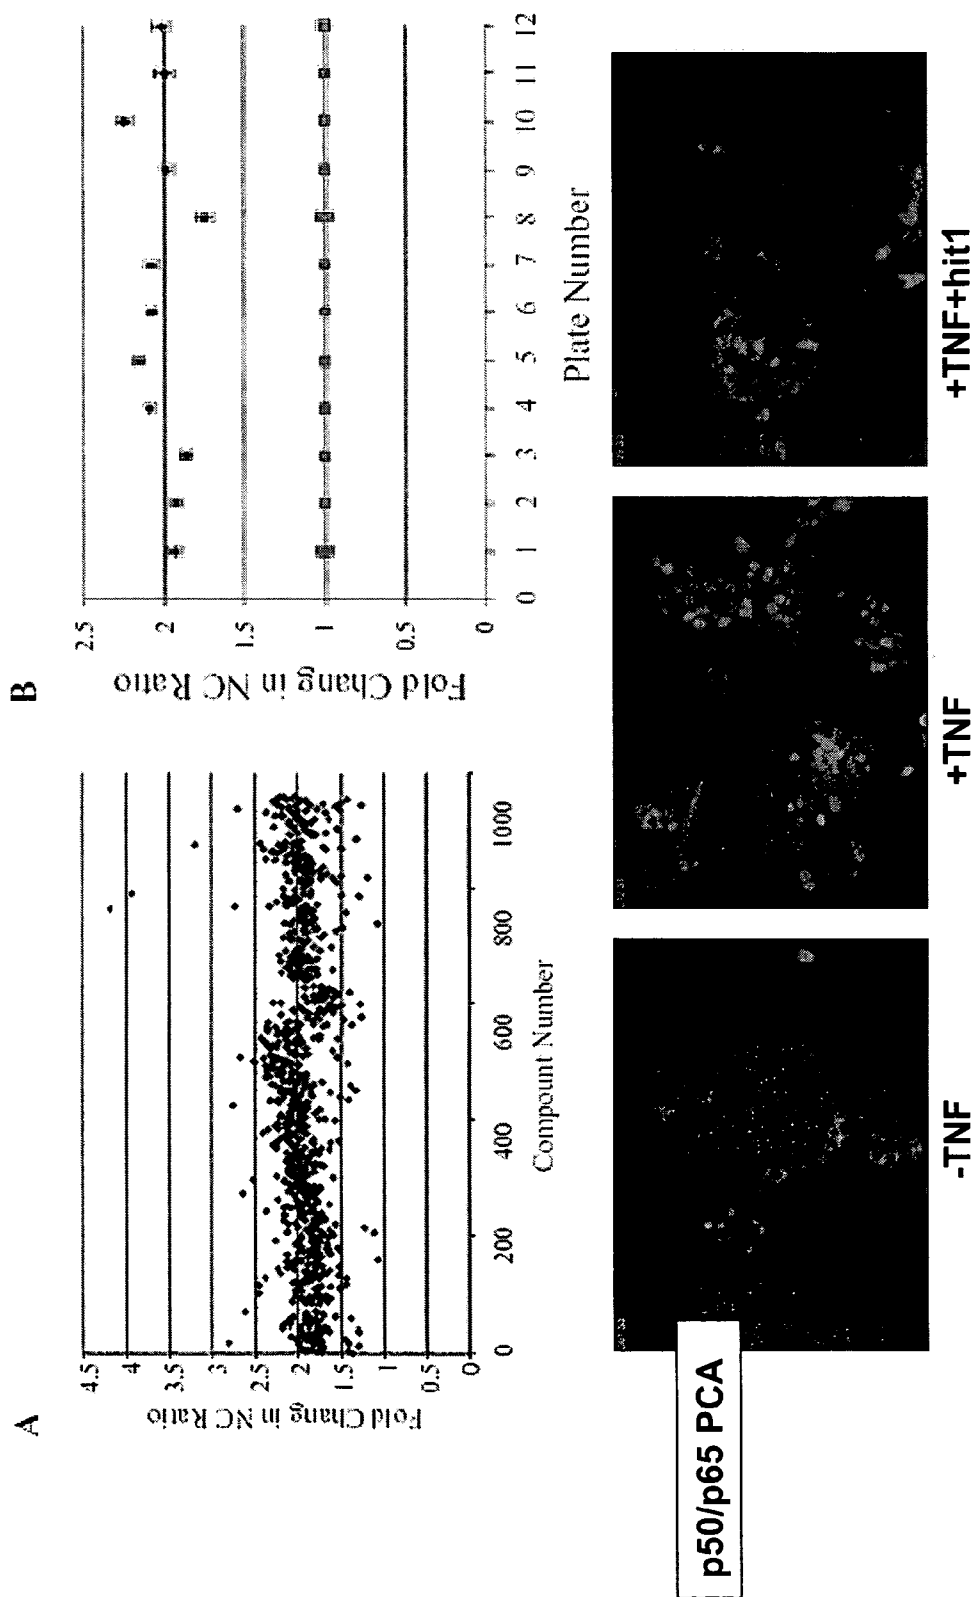 A
Fold Chang in NC Ratio
4.5
4
3.5
3
2.5
2
1.5
1
0.5
0
0 200 400 600 800 1000
Compound Number
B
Fold Chang in NC Ratio
2.5
2
1.5
1
0.5
0
0 1 2 3 4 5 6 7 8 9 10 11 12
Plate Number
p50/p65 PCA
-TNF
+TNF
+TNF+hit1